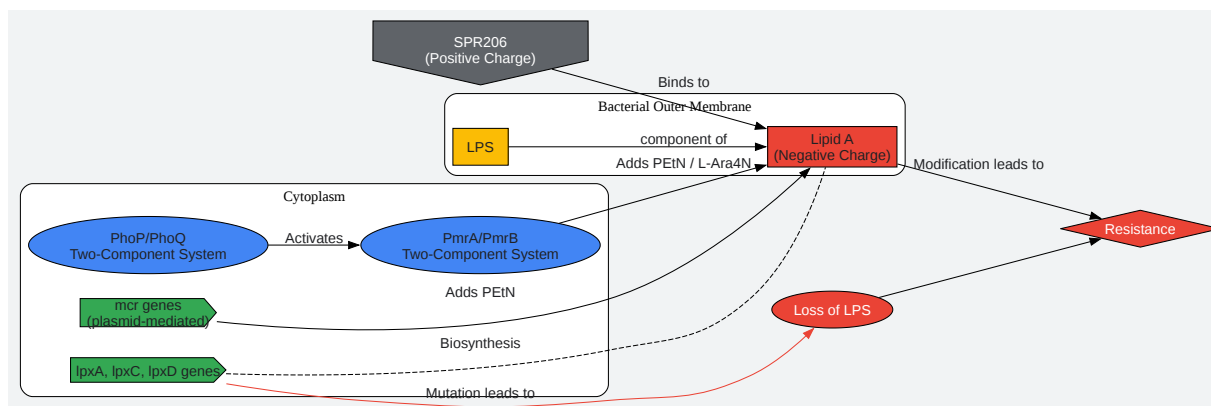 SPR206
(Positive Charge)
Binds to
Bacterial Outer Membrane
LPS
component of
Lipid A
(Negative Charge)
Adds PEtN / L-Ara4N
Modification leads to
Cytoplasm
PhoP/PhoQ
Two-Component System
Activates
PmrA/PmrB
Two-Component System
Resistance
Adds PEtN
mcr genes
(plasmid-mediated)
Loss of LPS
Biosynthesis
lpxA, lpxC, lpxD genes
Mutation leads to